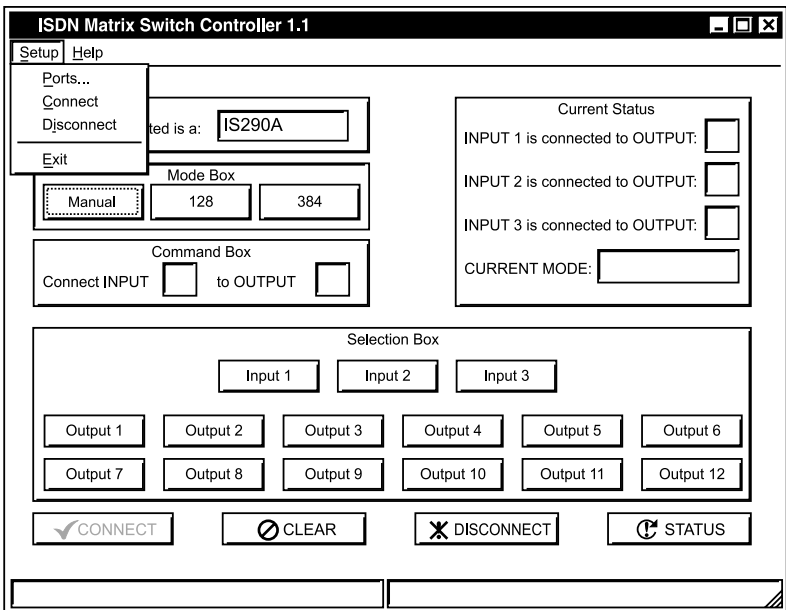 ISDN Matrix Switch Controller 1.1
Setup Help
Ports...
Connect
Disconnect
Exit
ted is a: IS290A
Mode Box
Manual 128 384
Command Box
Connect INPUT to OUTPUT
Current Status
INPUT 1 is connected to OUTPUT:
INPUT 2 is connected to OUTPUT:
INPUT 3 is connected to OUTPUT:
CURRENT MODE:
Selection Box
Input 1 Input 2 Input 3
Output 1 Output 2 Output 3 Output 4 Output 5 Output 6
Output 7 Output 8 Output 9 Output 10 Output 11 Output 12
CONNECT CLEAR DISCONNECT STATUS